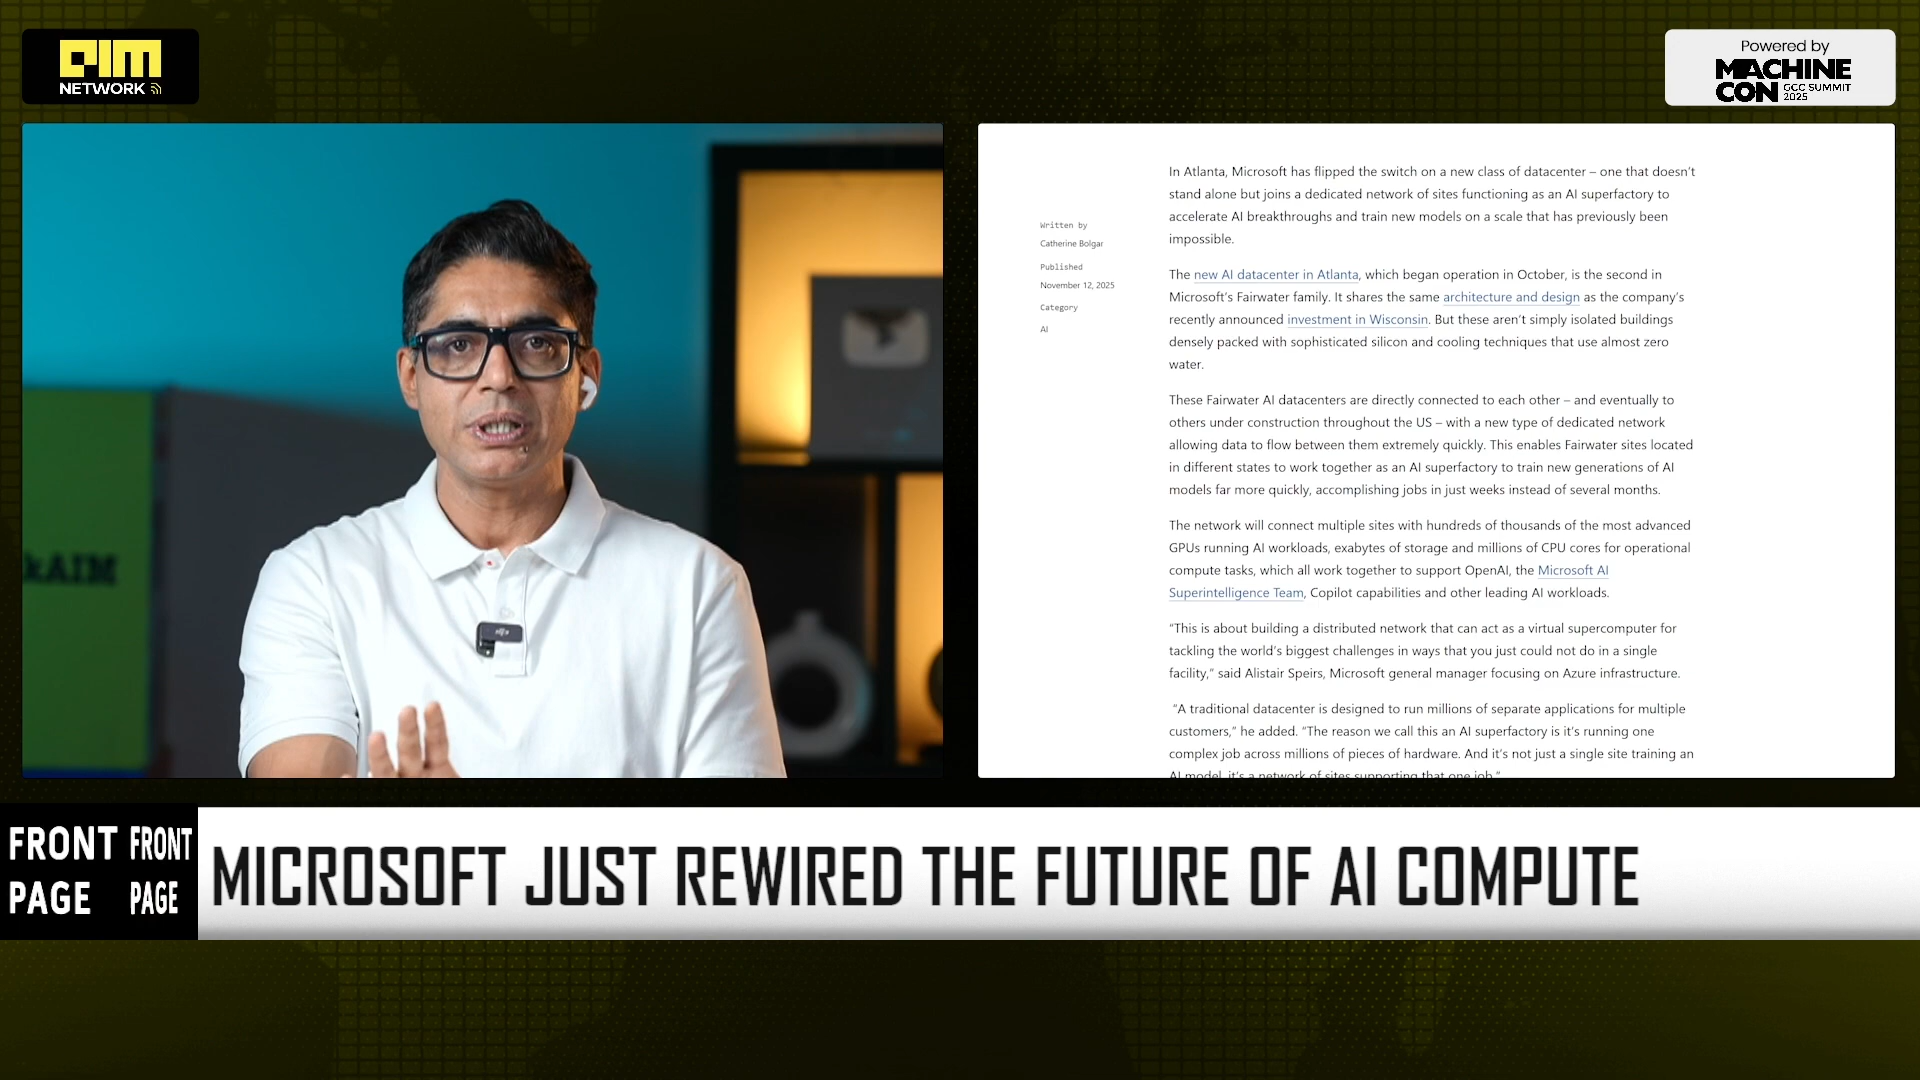 AIM
NETWORK
Powered by
MACHINE
CON GCC SUMMIT
2025
kAIM
Written by
Catherine Bolgar
Published
November 12, 2025
Category
AI
In Atlanta, Microsoft has flipped the switch on a new class of datacenter – one that doesn’t
stand alone but joins a dedicated network of sites functioning as an AI superfactory to
accelerate AI breakthroughs and train new models on a scale that has previously been
impossible.
The new AI datacenter in Atlanta, which began operation in October, is the second in
Microsoft’s Fairwater family. It shares the same architecture and design as the company’s
recently announced investment in Wisconsin. But these aren’t simply isolated buildings
densely packed with sophisticated silicon and cooling techniques that use almost zero
water.
These Fairwater AI datacenters are directly connected to each other – and eventually to
others under construction throughout the US – with a new type of dedicated network
allowing data to flow between them extremely quickly. This enables Fairwater sites located
in different states to work together as an AI superfactory to train new generations of AI
models far more quickly, accomplishing jobs in just weeks instead of several months.
The network will connect multiple sites with hundreds of thousands of the most advanced
GPUs running AI workloads, exabytes of storage and millions of CPU cores for operational
compute tasks, which all work together to support OpenAI, the Microsoft AI
Superintelligence Team, Copilot capabilities and other leading AI workloads.
“This is about building a distributed network that can act as a virtual supercomputer for
tackling the world’s biggest challenges in ways that you just could not do in a single
facility,” said Alistair Speirs, Microsoft general manager focusing on Azure infrastructure.
“A traditional datacenter is designed to run millions of separate applications for multiple
customers,” he added. “The reason we call this an AI superfactory is it’s running one
complex job across millions of pieces of hardware. And it’s not just a single site training an
AI model, it’s a network of sites supporting that one job.”
FRONT FRONT
PAGE PAGE
MICROSOFT JUST REWIRED THE FUTURE OF AI COMPUTE